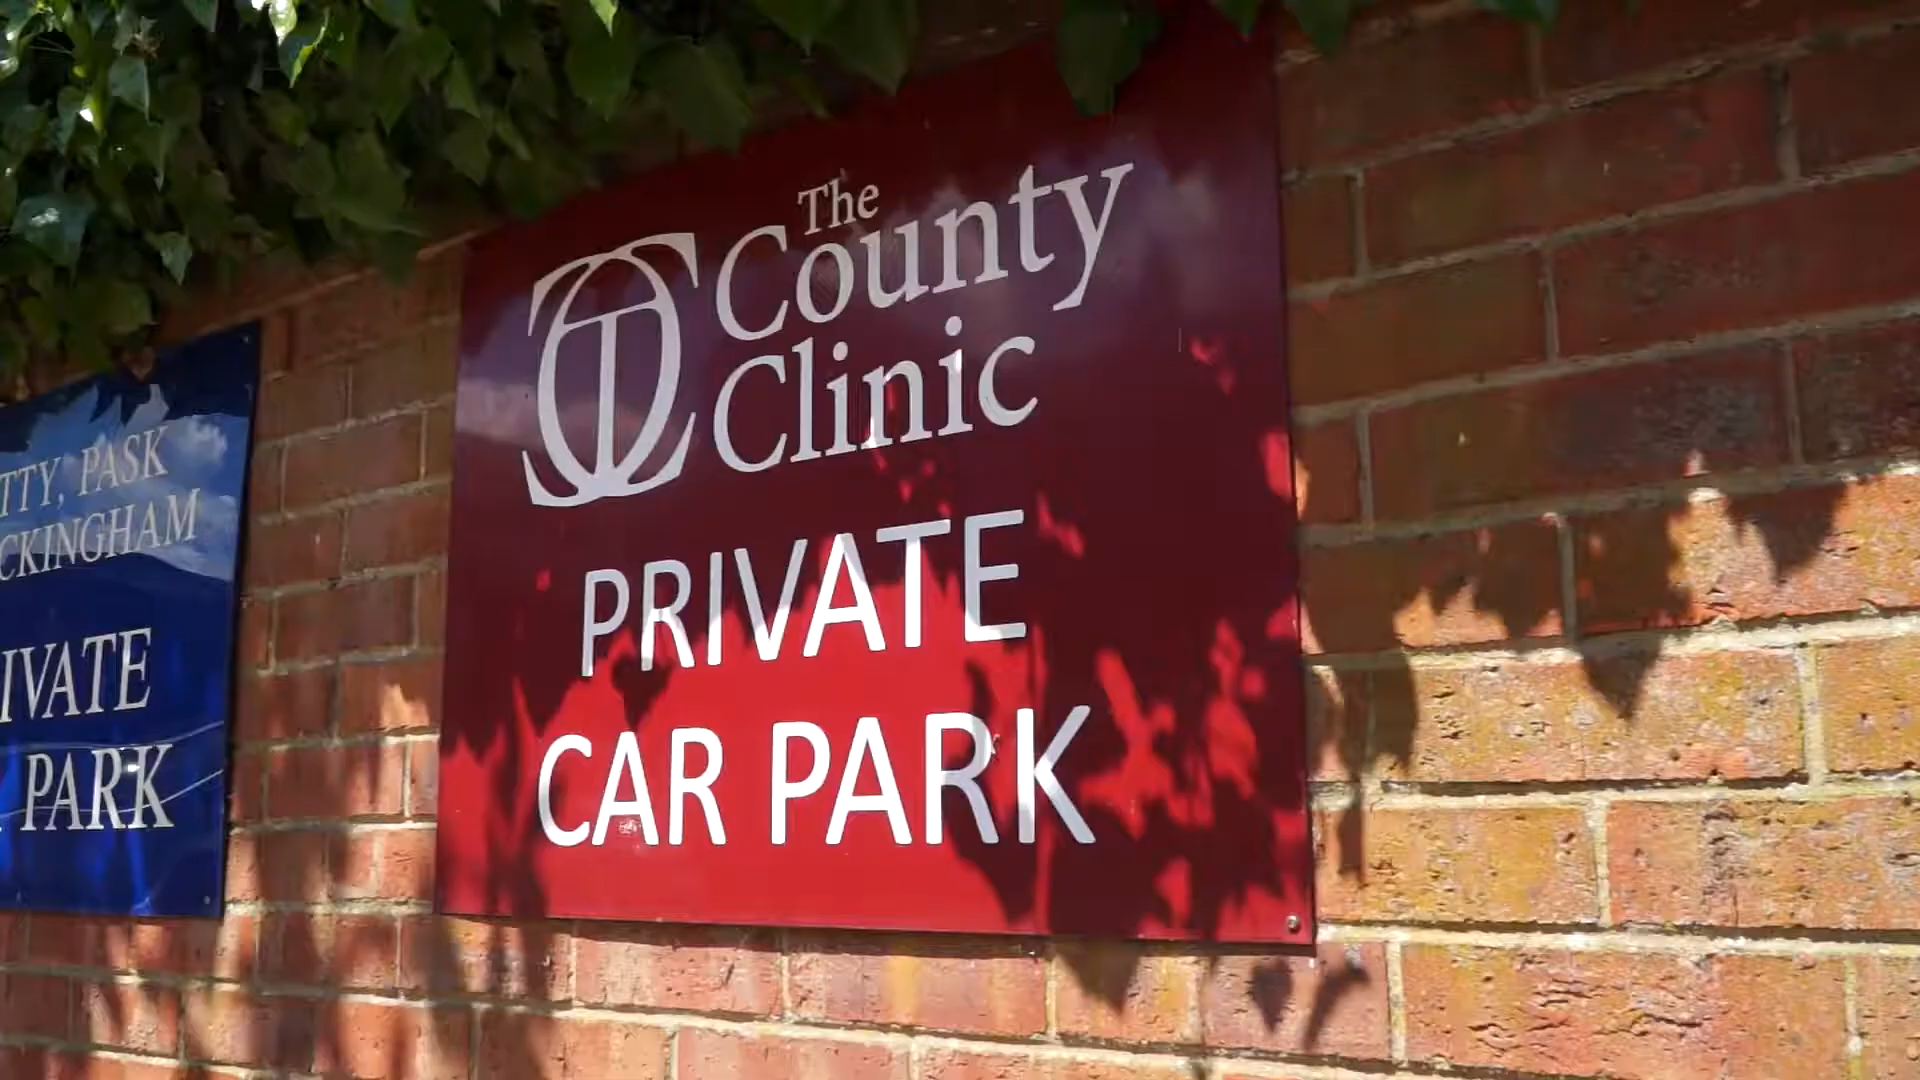 The
County
Clinic
PRIVATE
CAR PARK
TTY, PASK
CKINGHAM
IVATE
PARK